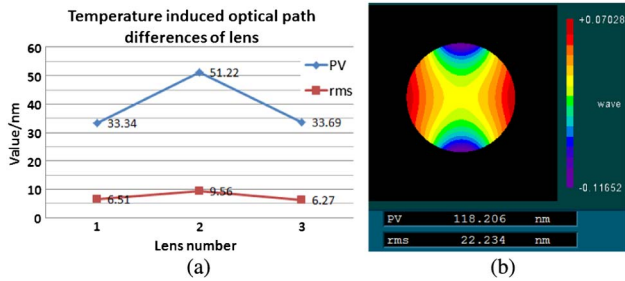 (a)
Temperature induced optical path
differences of lens
60
50
40
30
20
10
0
Value/nm
PV
rms
33.34
51.22
33.69
6.51
9.56
6.27
1
2
3
Lens number
(b)
+0.07028
wave
-0.11652
PV 118.206 nm
rms 22.234 nm
(a)
(b)